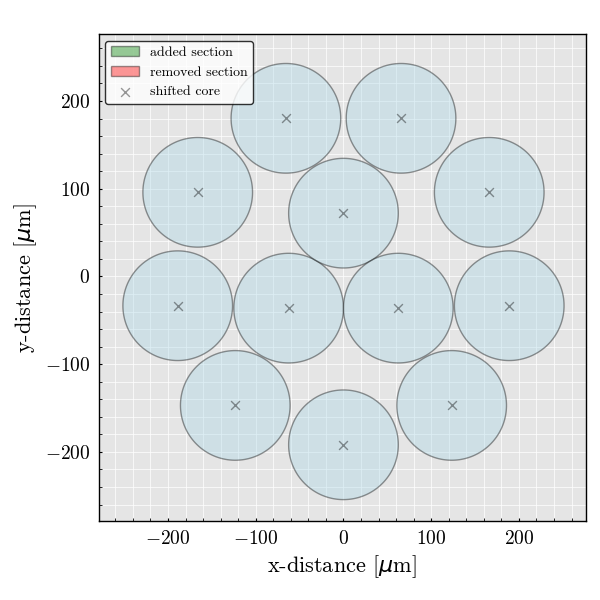 added section
removed section
shifted core
200
100
0
−100
−200
y-distance [μm]
−200 −100 0 100 200
x-distance [μm]